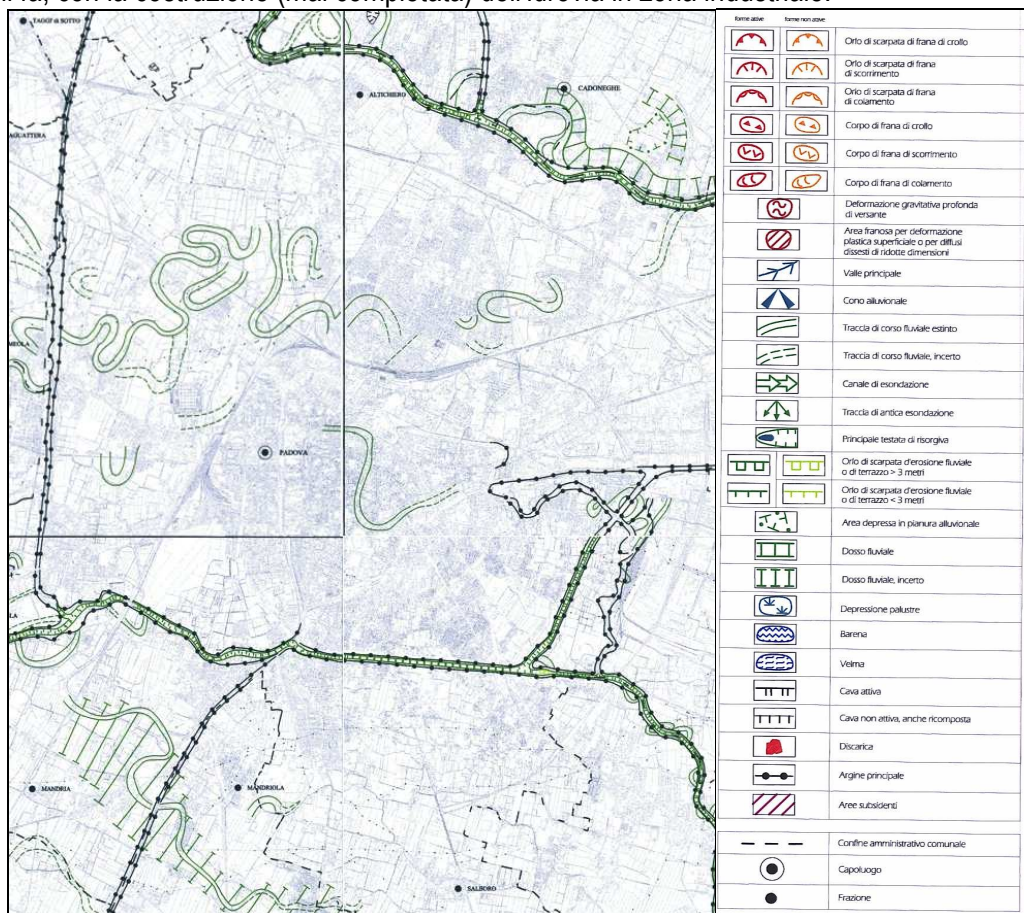 con la costruzione (mai completata) dell'idrovia in zona industriale.
TAGGI' di SOTTO
ALTICHIERO
CADONEGHE
PADOVA
MANDRIA
MANDRIOLA
SALBORO
forme attive
forme non attive
Orlo di scarpata di frana di crollo
Orlo di scarpata di frana
di scorrimento
Orlo di scarpata di frana
di colamento
Corpo di frana di crollo
Corpo di frana di scorrimento
Corpo di frana di colamento
Deformazione gravitativa profonda
di versante
Area franosa per deformazione
plastica superficiale o per diffusi
dissesti di ridotte dimensioni
Valle principale
Cono alluvionale
Traccia di corso fluviale estinto
Traccia di corso fluviale, incerto
Canale di esondazione
Traccia di antica esondazione
Principale testata di risorgiva
Orlo di scarpata d'erosione fluviale
o di terrazzo > 3 metri
Orlo di scarpata d'erosione fluviale
o di terrazzo < 3 metri
Area depressa in pianura alluvionale
Dosso fluviale
Dosso fluviale, incerto
Depressione palustre
Barena
Velma
Cava attiva
Cava non attiva, anche ricomposta
Discarica
Argine principale
Aree subsidenti
Confine amministrativo comunale
Capoluogo
Frazione